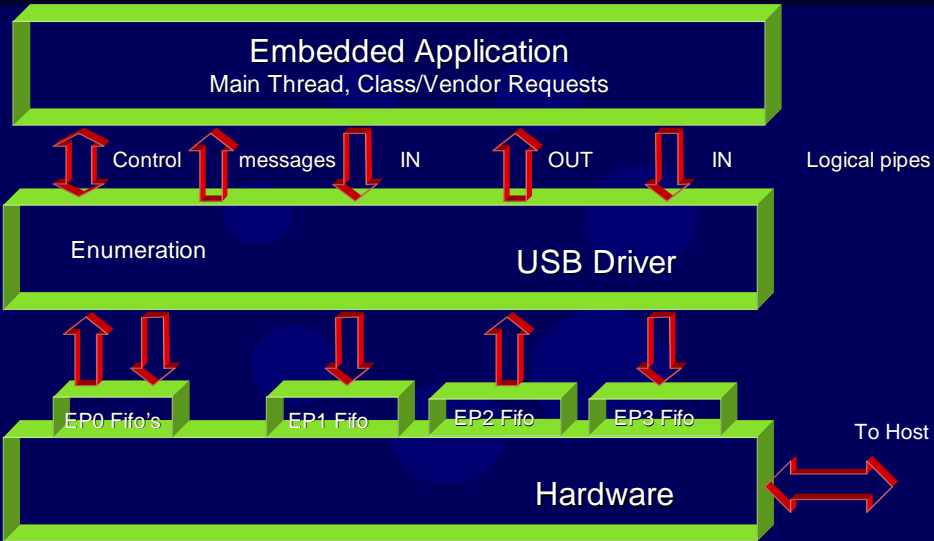 Embedded Application
Main Thread, Class/Vendor Requests
Control messages IN OUT IN Logical pipes
Enumeration
USB Driver
EP0 Fifo's EP1 Fifo EP2 Fifo EP3 Fifo
To Host
Hardware